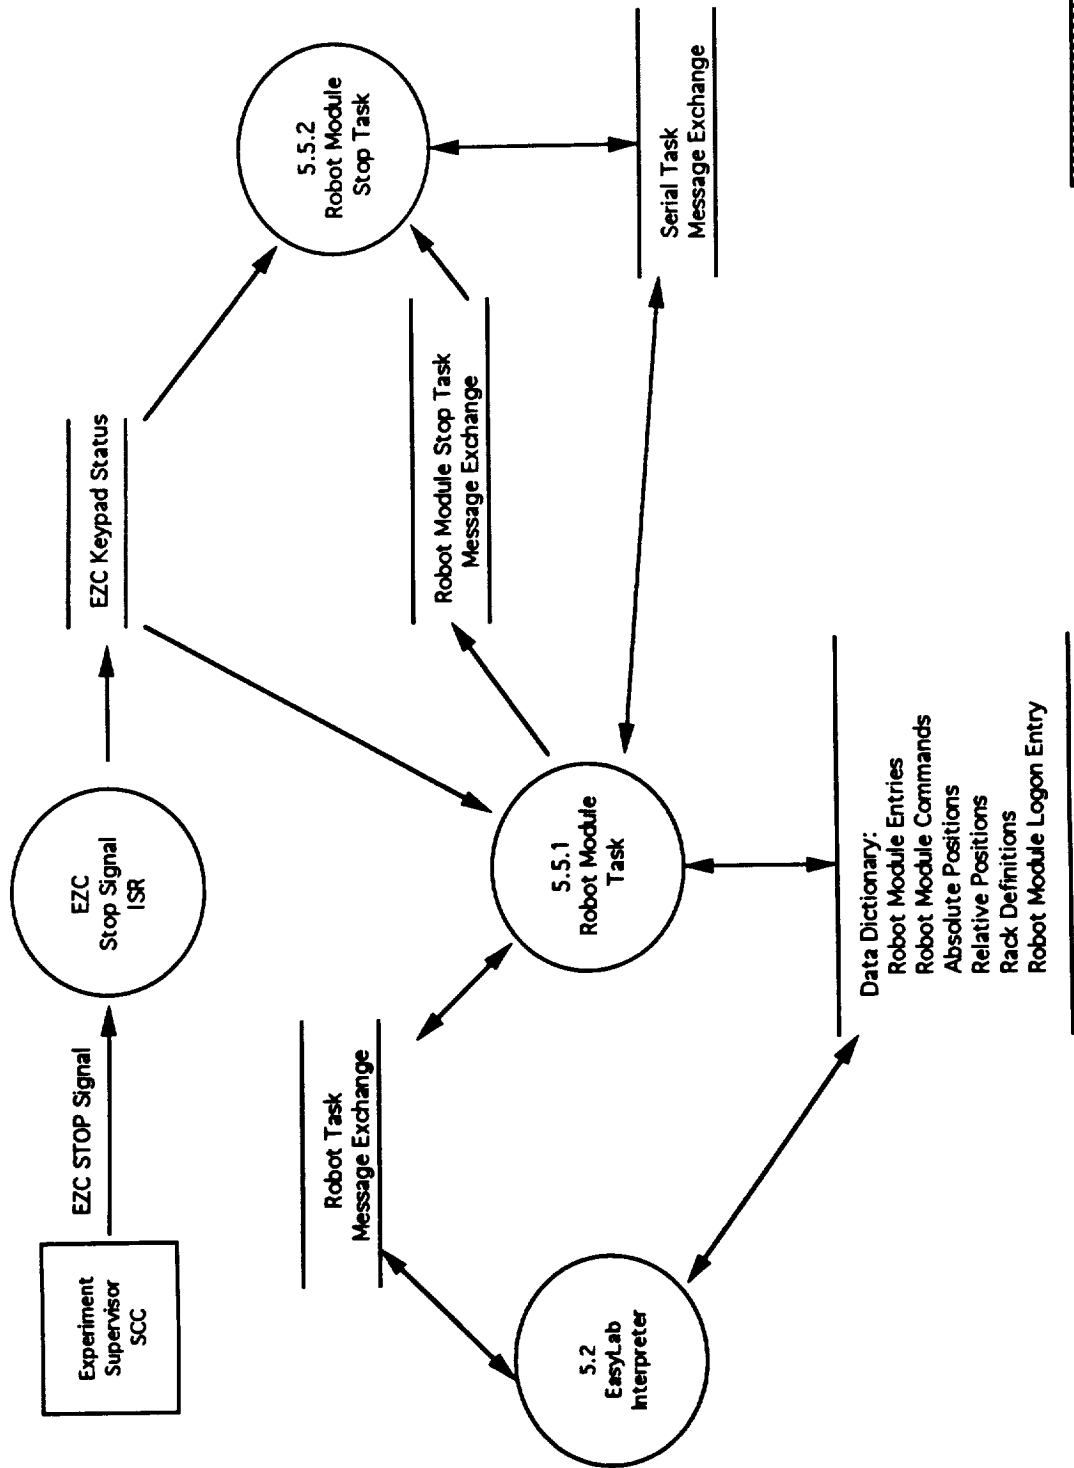 Experiment
Supervisor
SCC
EZC STOP Signal
EZC
Stop Signal
ISR
EZC Keypad Status
Robot Task
Message Exchange
Robot Module Stop Task
Message Exchange
5.5.2
Robot Module
Stop Task
5.2
EasyLab
Interpreter
5.5.1
Robot Module
Task
Serial Task
Message Exchange
Data Dictionary:
Robot Module Entries
Robot Module Commands
Absolute Positions
Relative Positions
Rack Definitions
Robot Module Logon Entry